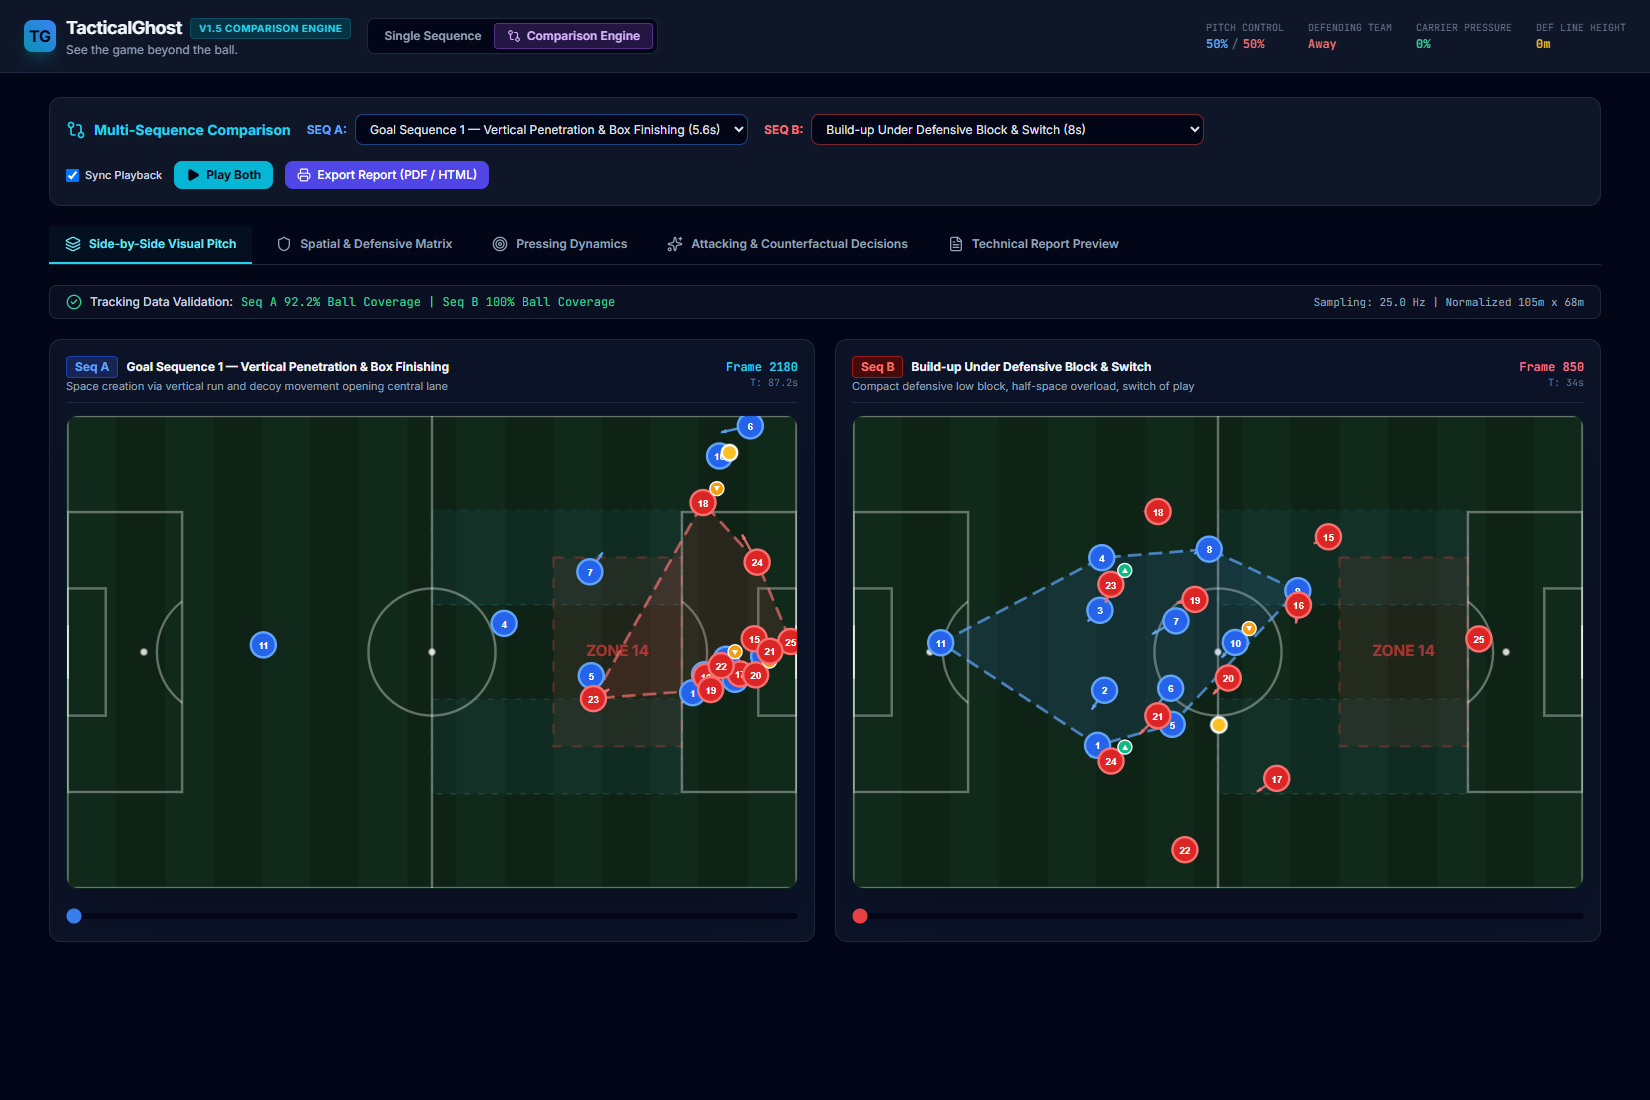 TG
TacticalGhost
V1.5 COMPARISON ENGINE
See the game beyond the ball.
Single Sequence
Comparison Engine
PITCH CONTROL
50% / 50%
DEFENDING TEAM
Away
CARRIER PRESSURE
0%
DEF LINE HEIGHT
0m
Multi-Sequence Comparison
SEQ A:
Goal Sequence 1 — Vertical Penetration & Box Finishing (5.6s)
SEQ B:
Build-up Under Defensive Block & Switch (8s)
Sync Playback
Play Both
Export Report (PDF / HTML)
Side-by-Side Visual Pitch
Spatial & Defensive Matrix
Pressing Dynamics
Attacking & Counterfactual Decisions
Technical Report Preview
Tracking Data Validation: Seq A 92.2% Ball Coverage | Seq B 100% Ball Coverage
Sampling: 25.0 Hz | Normalized 105m x 68m
Seq A
Goal Sequence 1 — Vertical Penetration & Box Finishing
Frame 2180
Space creation via vertical run and decoy movement opening central lane
T: 87.2s
6
18
24
7
4
11
ZONE 14
5
23
15
25
21
22
20
19
1
Seq B
Build-up Under Defensive Block & Switch
Frame 850
Compact defensive low block, half-space overload, switch of play
T: 34s
18
15
8
4
23
19
16
3
7
11
10
25
ZONE 14
20
2
6
21
5
1
24
17
22